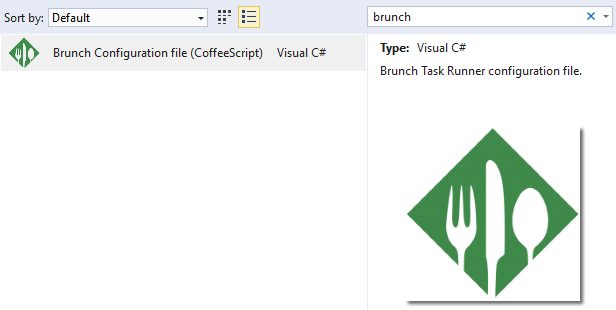 Sort by: Default
brunch
Brunch Configuration file (CoffeeScript) Visual C#
Type: Visual C#
Brunch Task Runner configuration file.